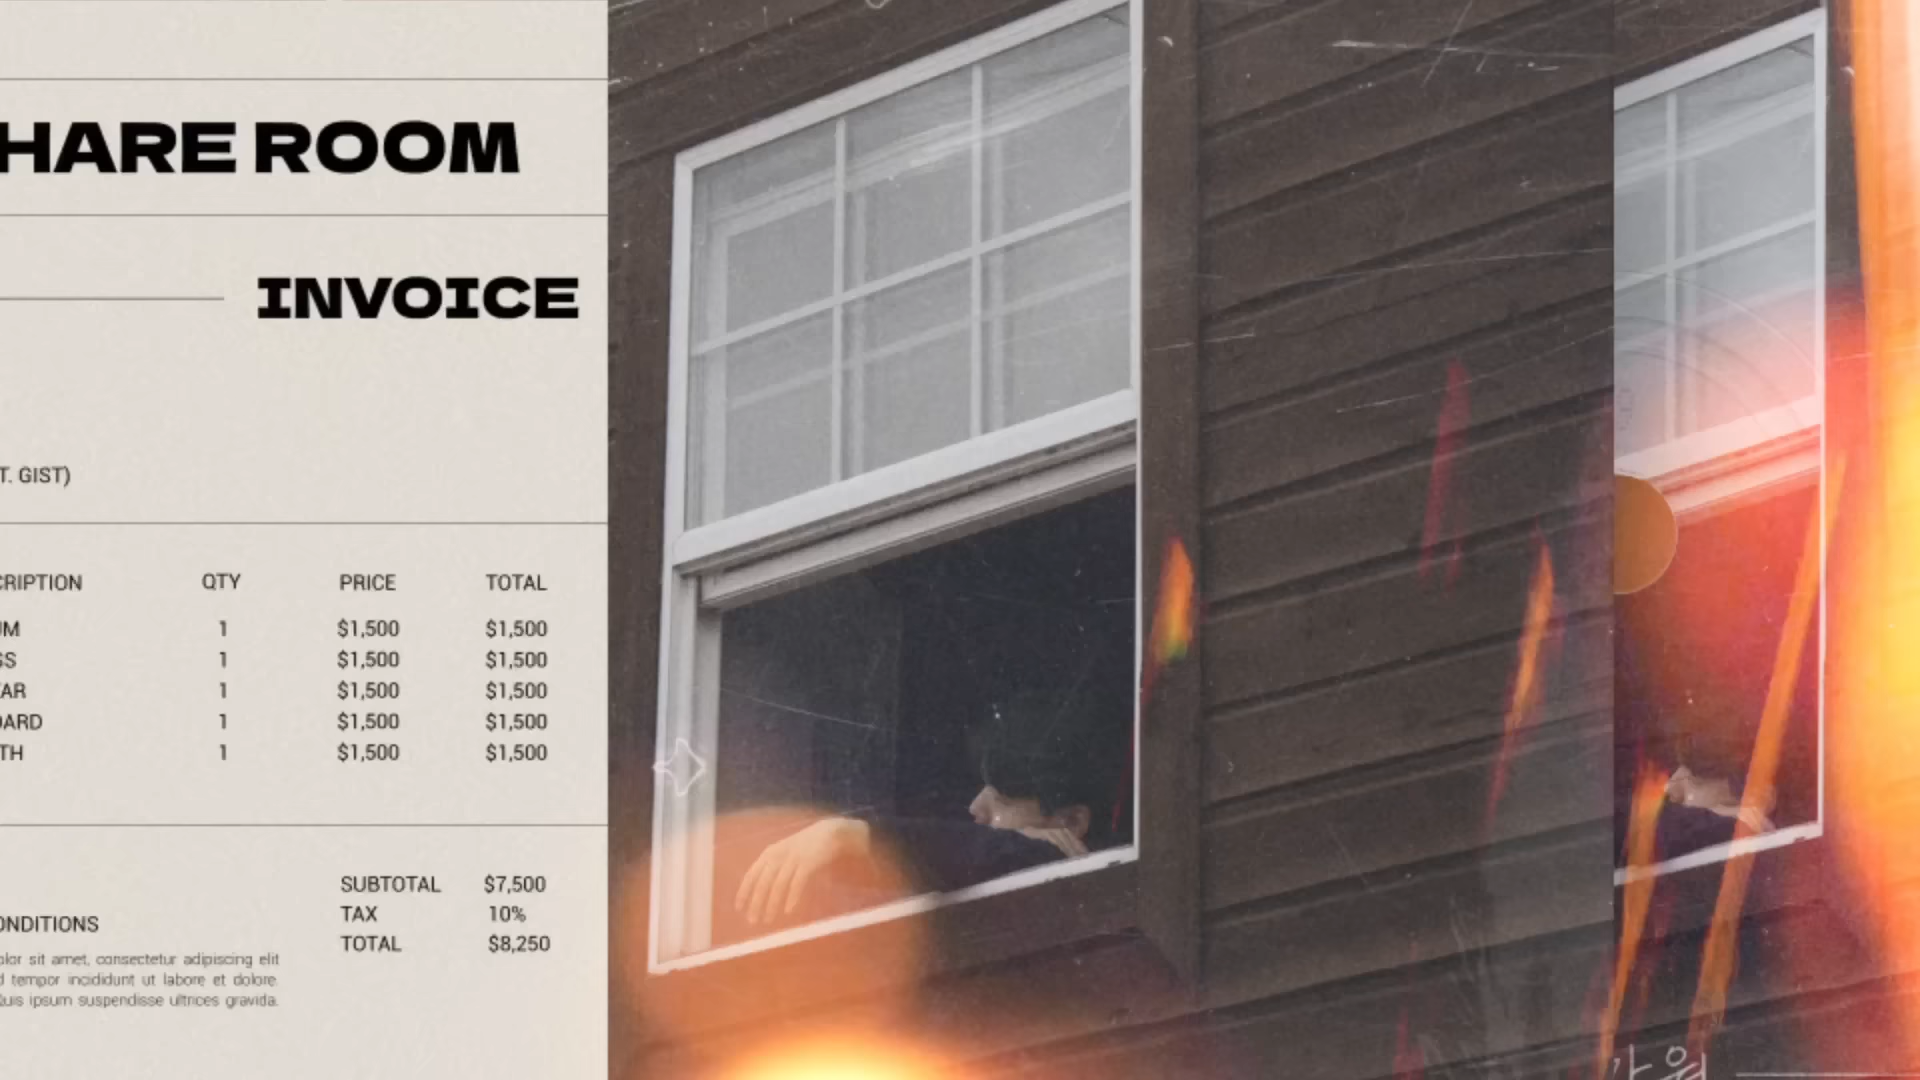 HARE ROOM
INVOICE
T. GIST)
CRIPTION QTY PRICE TOTAL
UM 1 $1,500 $1,500
SS 1 $1,500 $1,500
AR 1 $1,500 $1,500
OARD 1 $1,500 $1,500
TH 1 $1,500 $1,500
SUBTOTAL $7,500
TAX 10%
TOTAL $8,250
ONDITIONS
olor sit amet, consectetur adipiscing elit
d tempor incididunt ut labore et dolore.
Quis ipsum suspendisse ultrices gravida.